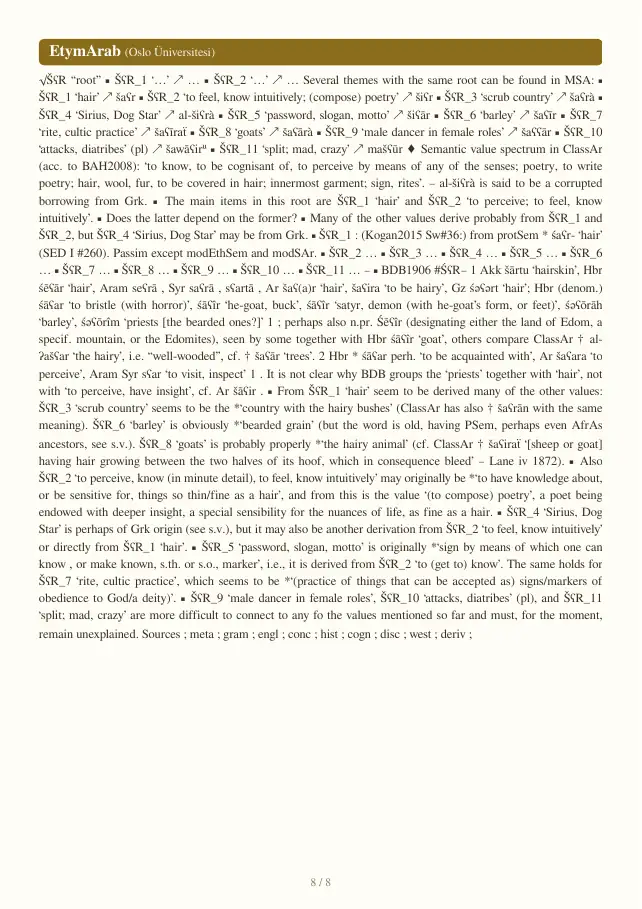 EtymArab (Oslo Üniversitesi)
√ŠʕR “root” ▪ ŠʕR_1 ‘…’ ↗ … ▪ ŠʕR_2 ‘…’ ↗ … Several themes with the same root can be found in MSA: ▪
ŠʕR_1 ‘hair’ ↗ šaʕr ▪ ŠʕR_2 ‘to feel, know intuitively; (compose) poetry’ ↗ šiʕr ▪ ŠʕR_3 ‘scrub country’ ↗ šaʕrà ▪
ŠʕR_4 ‘Sirius, Dog Star’ ↗ al-šiʕrà ▪ ŠʕR_5 ‘password, slogan, motto’ ↗ šiʕār ▪ ŠʕR_6 ‘barley’ ↗ šaʕīr ▪ ŠʕR_7
‘rite, cultic practice’ ↗ šaʕīraẗ ▪ ŠʕR_8 ‘goats’ ↗ šaʕārà ▪ ŠʕR_9 ‘male dancer in female roles’ ↗ šaʕʕār ▪ ŠʕR_10
‘attacks, diatribes’ (pl) ↗ šawāʕirᵘ ▪ ŠʕR_11 ‘split; mad, crazy’ ↗ mašʕūr ♦ Semantic value spectrum in ClassAr
(acc. to BAH2008): ‘to know, to be cognisant of, to perceive by means of any of the senses; poetry, to write
poetry; hair, wool, fur, to be covered in hair; innermost garment; sign, rites’. – al-šiʕrà is said to be a corrupted
borrowing from Grk. ▪ The main items in this root are ŠʕR_1 ‘hair’ and ŠʕR_2 ‘to perceive; to feel, know
intuitively’. ▪ Does the latter depend on the former? ▪ Many of the other values derive probably from ŠʕR_1 and
ŠʕR_2, but ŠʕR_4 ‘Sirius, Dog Star’ may be from Grk. ▪ ŠʕR_1 : (Kogan2015 Sw#36:) from protSem * śaʕr- ‘hair’
(SED I #260). Passim except modEthSem and modSAr. ▪ ŠʕR_2 … ▪ ŠʕR_3 … ▪ ŠʕR_4 … ▪ ŠʕR_5 … ▪ ŠʕR_6
… ▪ ŠʕR_7 … ▪ ŠʕR_8 … ▪ ŠʕR_9 … ▪ ŠʕR_10 … ▪ ŠʕR_11 … – ▪ BDB1906 #ŚʕR– 1 Akk šārtu ‘hairskin’, Hbr
śēʕār ‘hair’, Aram seʕrā , Syr saʕrā , sʕartā , Ar šaʕ(a)r ‘hair’, šaʕira ‘to be hairy’, Gz śəʕərt ‘hair’; Hbr (denom.)
śāʕar ‘to bristle (with horror)’, śāʕīr ‘he-goat, buck’, śāʕīr ‘satyr, demon (with he-goat’s form, or feet)’, śəʕōrāh
‘barley’, śəʕōrîm ‘priests [the bearded ones?]’ 1 ; perhaps also n.pr. Śēʕīr (designating either the land of Edom, a
specif. mountain, or the Edomites), seen by some together with Hbr śāʕīr ‘goat’, others compare ClassAr † al-
ʔašʕar ‘the hairy’, i.e. “well-wooded”, cf. † šaʕār ‘trees’. 2 Hbr * śāʕar perh. ‘to be acquainted with’, Ar šaʕara ‘to
perceive’, Aram Syr sʕar ‘to visit, inspect’ 1 . It is not clear why BDB groups the ‘priests’ together with ‘hair’, not
with ‘to perceive, have insight’, cf. Ar šāʕir . ▪ From ŠʕR_1 ‘hair’ seem to be derived many of the other values:
ŠʕR_3 ‘scrub country’ seems to be the *‘country with the hairy bushes’ (ClassAr has also † šaʕrān with the same
meaning). ŠʕR_6 ‘barley’ is obviously *‘bearded grain’ (but the word is old, having PSem, perhaps even AfrAs
ancestors, see s.v.). ŠʕR_8 ‘goats’ is probably properly *‘the hairy animal’ (cf. ClassAr † šaʕiraẗ ‘[sheep or goat]
having hair growing between the two halves of its hoof, which in consequence bleed’ – Lane iv 1872). ▪ Also
ŠʕR_2 ‘to perceive, know (in minute detail), to feel, know intuitively’ may originally be *‘to have knowledge about,
or be sensitive for, things so thin/fine as a hair’, and from this is the value ‘(to compose) poetry’, a poet being
endowed with deeper insight, a special sensibility for the nuances of life, as fine as a hair. ▪ ŠʕR_4 ‘Sirius, Dog
Star’ is perhaps of Grk origin (see s.v.), but it may also be another derivation from ŠʕR_2 ‘to feel, know intuitively’
or directly from ŠʕR_1 ‘hair’. ▪ ŠʕR_5 ‘password, slogan, motto’ is originally *‘sign by means of which one can
know , or make known, s.th. or s.o., marker’, i.e., it is derived from ŠʕR_2 ‘to (get to) know’. The same holds for
ŠʕR_7 ‘rite, cultic practice’, which seems to be *‘(practice of things that can be accepted as) signs/markers of
obedience to God/a deity)’. ▪ ŠʕR_9 ‘male dancer in female roles’, ŠʕR_10 ‘attacks, diatribes’ (pl), and ŠʕR_11
‘split; mad, crazy’ are more difficult to connect to any fo the values mentioned so far and must, for the moment,
remain unexplained. Sources ; meta ; gram ; engl ; conc ; hist ; cogn ; disc ; west ; deriv ;
8 / 8